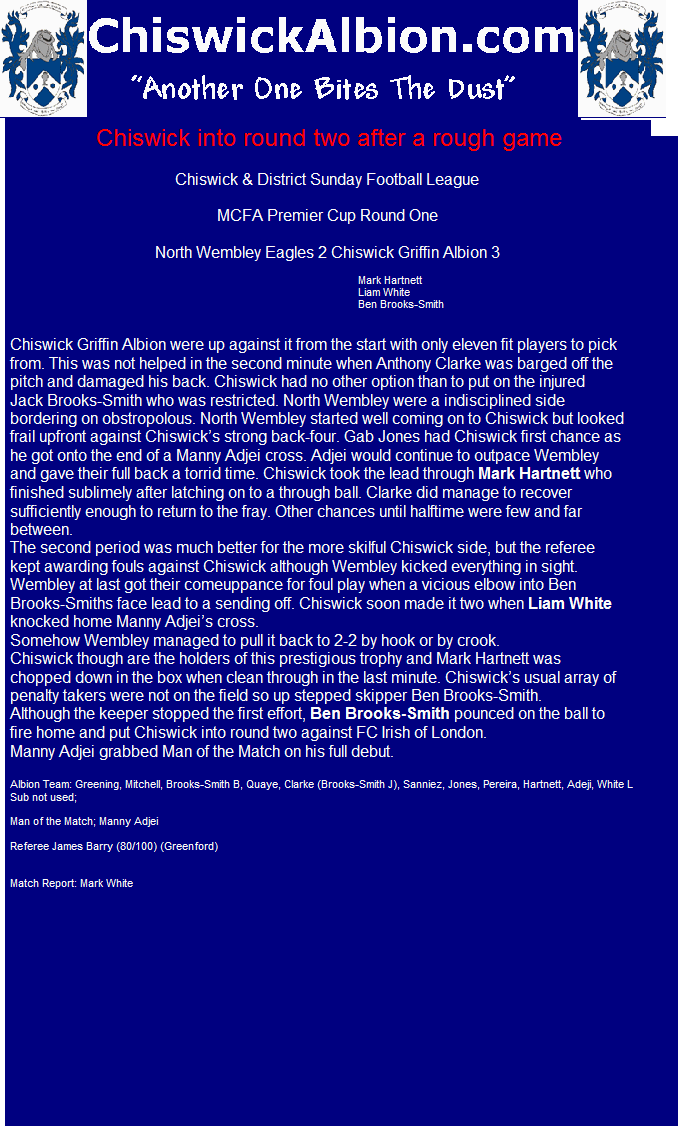 ChiswickAlbion.com
“Another One Bites The Dust”
Chiswick into round two after a rough game
Chiswick & District Sunday Football League
MCFA Premier Cup Round One
North Wembley Eagles 2 Chiswick Griffin Albion 3
Mark Hartnett
Liam White
Ben Brooks-Smith
Chiswick Griffin Albion were up against it from the start with only eleven fit players to pick
from. This was not helped in the second minute when Anthony Clarke was barged off the
pitch and damaged his back. Chiswick had no other option than to put on the injured
Jack Brooks-Smith who was restricted. North Wembley were a indisciplined side
bordering on obstropolous. North Wembley started well coming on to Chiswick but looked
frail upfront against Chiswick’s strong back-four. Gab Jones had Chiswick first chance as
he got onto the end of a Manny Adjei cross. Adjei would continue to outpace Wembley
and gave their full back a torrid time. Chiswick took the lead through Mark Hartnett who
finished sublimely after latching on to a through ball. Clarke did manage to recover
sufficiently enough to return to the fray. Other chances until halftime were few and far
between.
The second period was much better for the more skilful Chiswick side, but the referee
kept awarding fouls against Chiswick although Wembley kicked everything in sight.
Wembley at last got their comeuppance for foul play when a vicious elbow into Ben
Brooks-Smiths face lead to a sending off. Chiswick soon made it two when Liam White
knocked home Manny Adjei’s cross.
Somehow Wembley managed to pull it back to 2-2 by hook or by crook.
Chiswick though are the holders of this prestigious trophy and Mark Hartnett was
chopped down in the box when clean through in the last minute. Chiswick’s usual array of
penalty takers were not on the field so up stepped skipper Ben Brooks-Smith.
Although the keeper stopped the first effort, Ben Brooks-Smith pounced on the ball to
fire home and put Chiswick into round two against FC Irish of London.
Manny Adjei grabbed Man of the Match on his full debut.
Albion Team: Greening, Mitchell, Brooks-Smith B, Quaye, Clarke (Brooks-Smith J), Sanniez, Jones, Pereira, Hartnett, Adeji, White L
Sub not used;
Man of the Match; Manny Adjei
Referee James Barry (80/100) (Greenford)
Match Report: Mark White